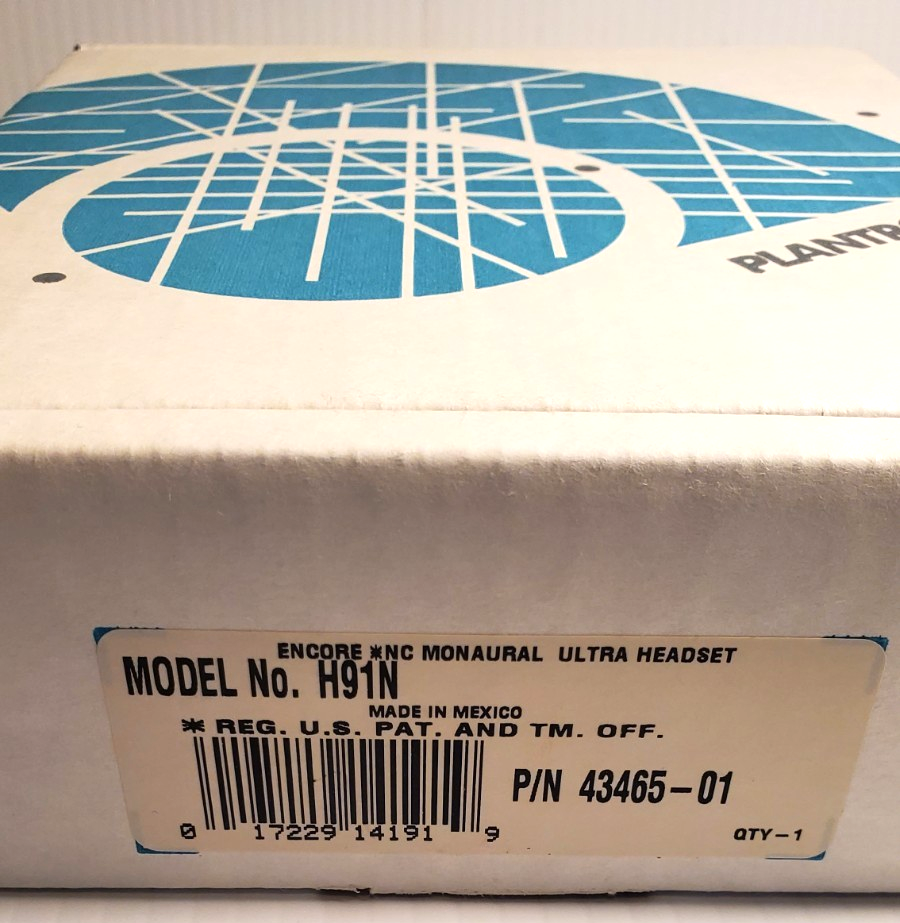 PLANTR
ENCORE *NC MONAURAL ULTRA HEADSET
MODEL No. H91N
MADE IN MEXICO
* REG. U.S. PAT. AND TM. OFF.
P/N 43465-01
0 17229 14191 9
QTY-1